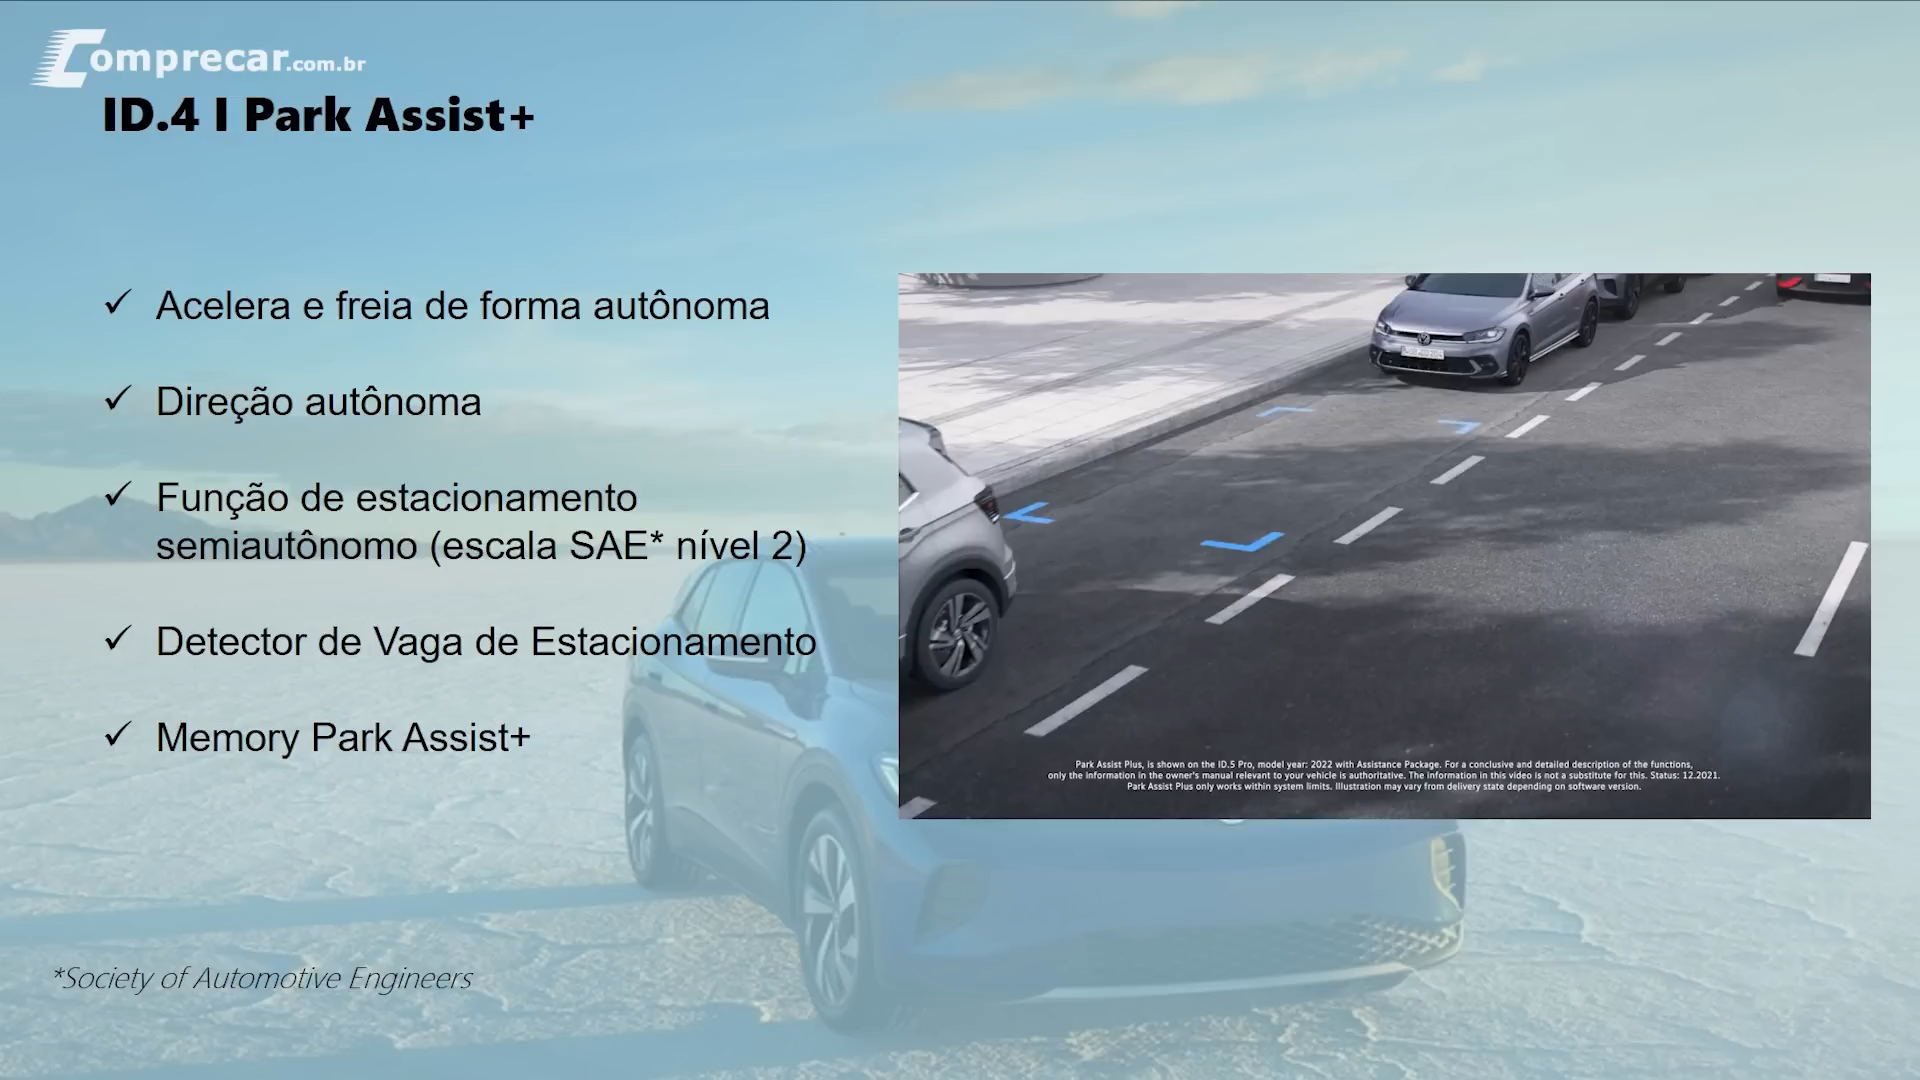 Comprecar.com.br
ID.4 I Park Assist+
✓ Acelera e freia de forma autônoma
✓ Direção autônoma
✓ Função de estacionamento
semiautônomo (escala SAE* nível 2)
✓ Detector de Vaga de Estacionamento
✓ Memory Park Assist+
Park Assist Plus, is shown on the ID.5 Pro, model year: 2022 with Assistance Package. For a conclusive and detailed description of the functions,
only the information in the owner's manual relevant to your vehicle is authoritative. The information in this video is not a substitute for this. Status: 12.2021.
Park Assist Plus only works within system limits. Illustration may vary from delivery state depending on software version.
*Society of Automotive Engineers